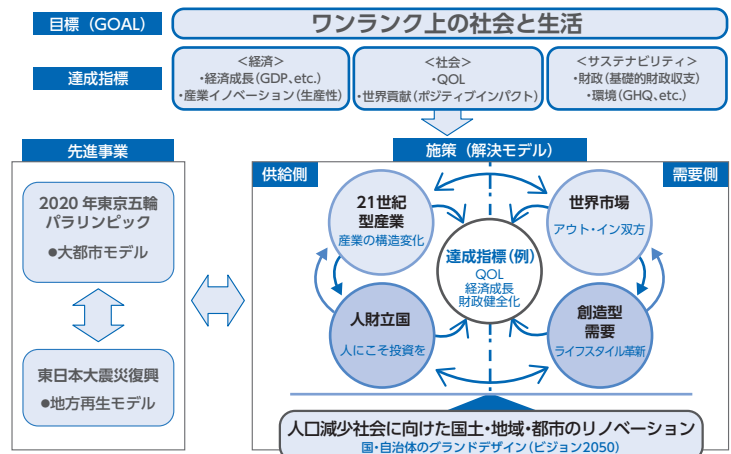 目標（GOAL）
ワンランク上の社会と生活
達成指標
＜経済＞
・経済成長（GDP、etc.）
・産業イノベーション（生産性）
＜社会＞
・QOL
・世界貢献（ポジティブインパクト）
＜サステナビリティ＞
・財政（基礎的財政収支）
・環境（GHQ、etc.）
先進事業
2020 年東京五輪
パラリンピック
●大都市モデル
東日本大震災復興
●地方再生モデル
施策（解決モデル）
供給側
需要側
21世紀
型産業
産業の構造変化
世界市場
アウト・イン双方
達成指標（例）
QOL
経済成長
財政健全化
人財立国
人にこそ投資を
創造型
需要
ライフスタイル革新
人口減少社会に向けた国土・地域・都市のリノベーション
国・自治体のグランドデザイン（ビジョン2050）